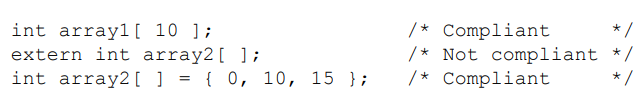 int array1[ 10 ]; /* Compliant */
extern int array2[ ]; /* Not compliant */
int array2[ ] = { 0, 10, 15 }; /* Compliant */